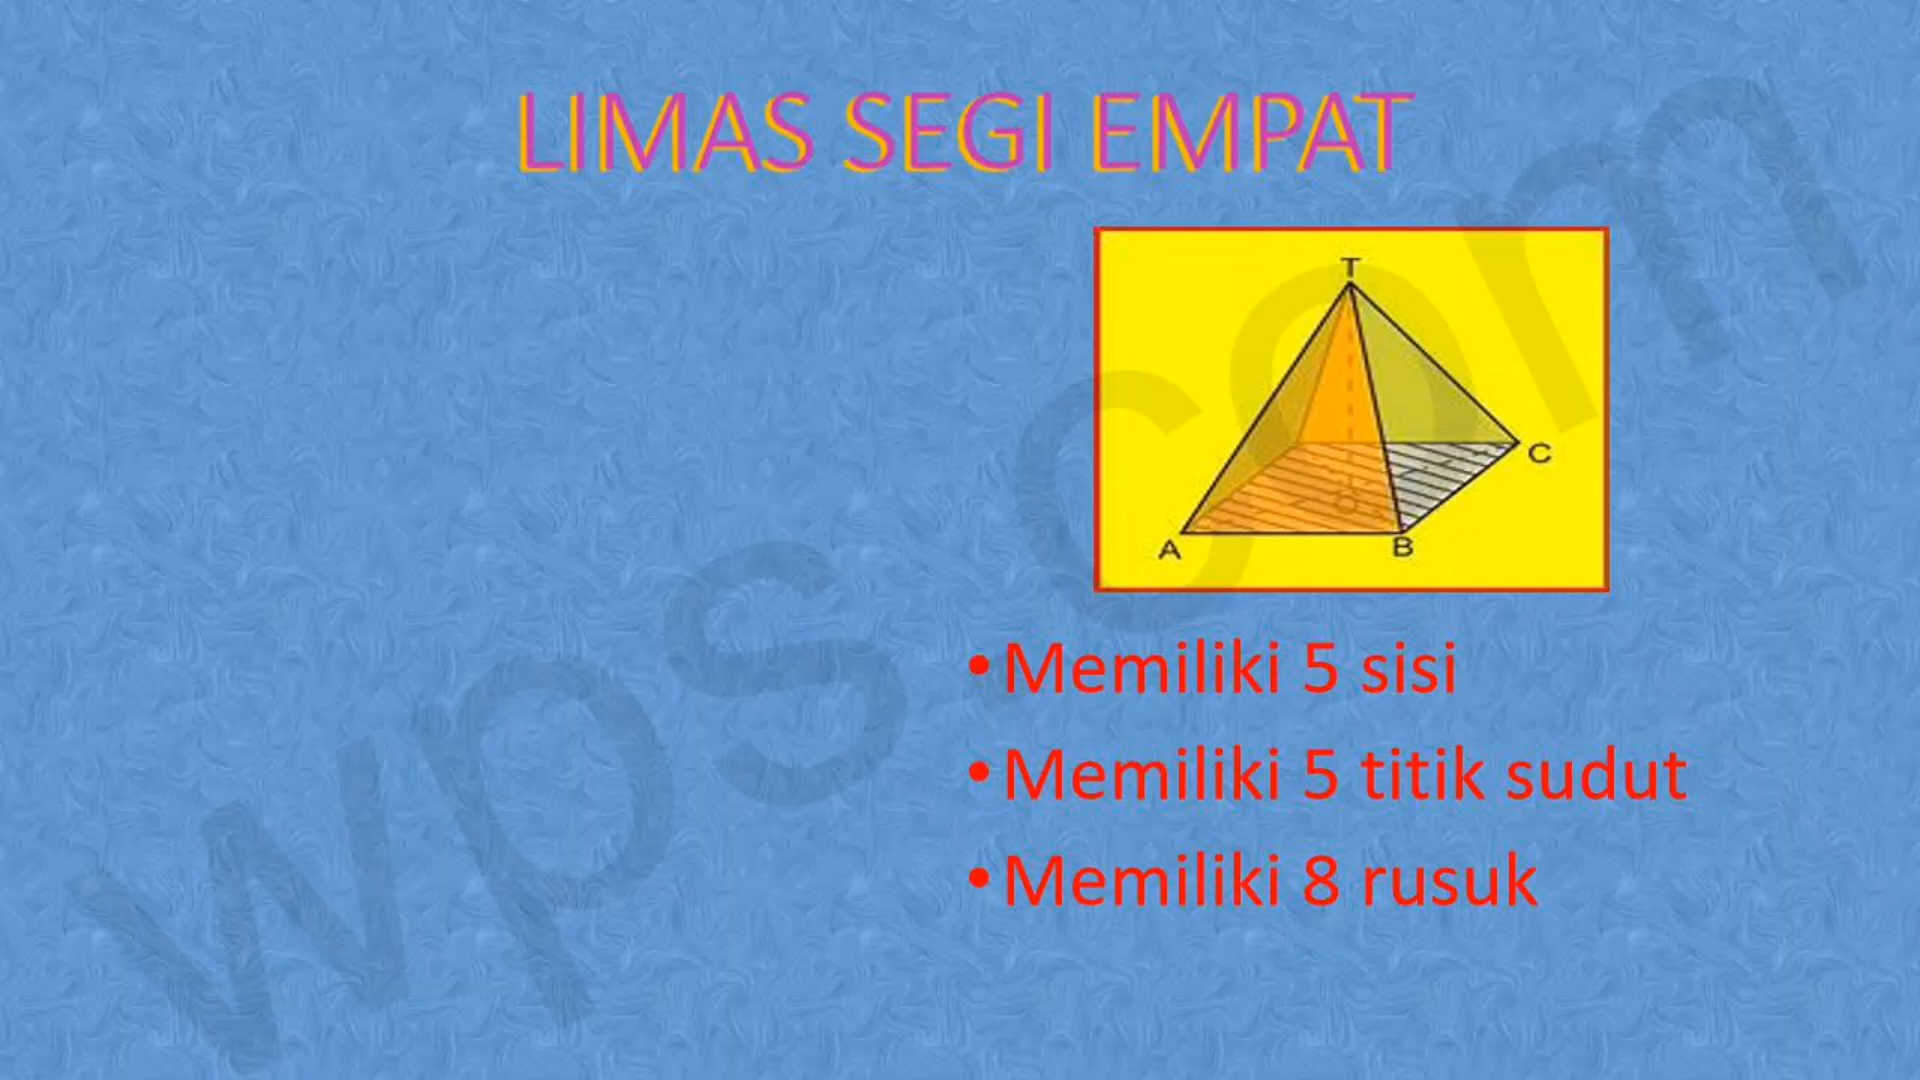 LIMAS SEGI EMPAT
T
C
A
B
•Memiliki 5 sisi
•Memiliki 5 titik sudut
•Memiliki 8 rusuk
wps.com